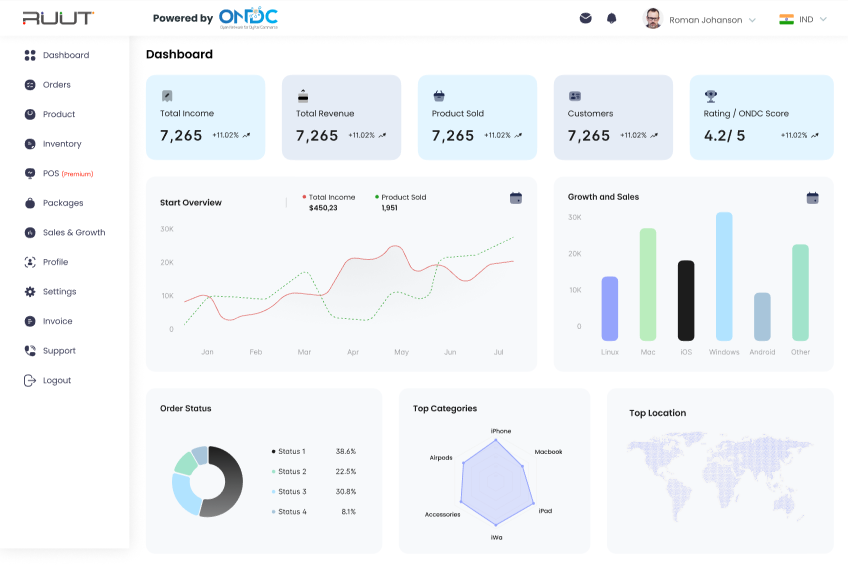 RUUT
Powered by ONDC
Roman Johanson
IND
Dashboard
Orders
Product
Inventory
POS (Premium)
Packages
Sales & Growth
Profile
Settings
Invoice
Support
Logout
Dashboard
Total Income
7,265 +11.02%
Total Revenue
7,265 +11.02%
Product Sold
7,265 +11.02%
Customers
7,265 +11.02%
Rating / ONDC Score
4.2/ 5 +11.02%
Start Overview
Total Income
$450,23
Product Sold
1,951
30K
20K
10K
0
Jan Feb Mar Apr May Jun Jul
Growth and Sales
30K
20K
10K
0
Linux Mac iOS Windows Android Other
Order Status
Status 1 38.6%
Status 2 22.5%
Status 3 30.8%
Status 4 8.1%
Top Categories
iPhone
Macbook
iPad
iWa
Accessories
Airpods
Top Location